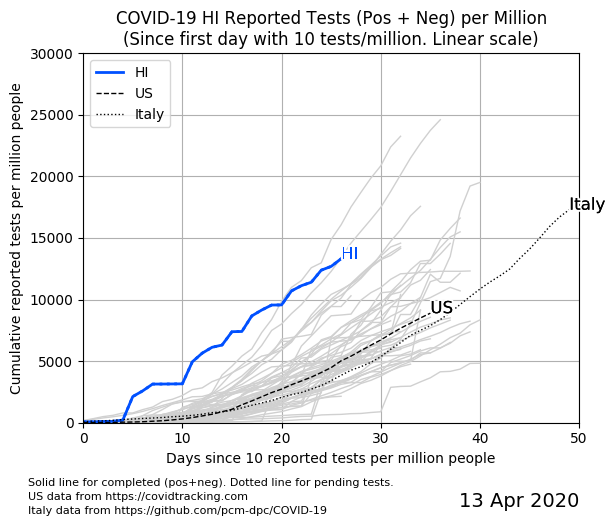 COVID-19 HI Reported Tests (Pos + Neg) per Million
(Since first day with 10 tests/million. Linear scale)
Cumulative reported tests per million people
30000
25000
20000
15000
10000
5000
0
HI
US
Italy
Italy
HI
US
0 10 20 30 40 50
Days since 10 reported tests per million people
Solid line for completed (pos+neg). Dotted line for pending tests.
US data from https://covidtracking.com
Italy data from https://github.com/pcm-dpc/COVID-19
13 Apr 2020